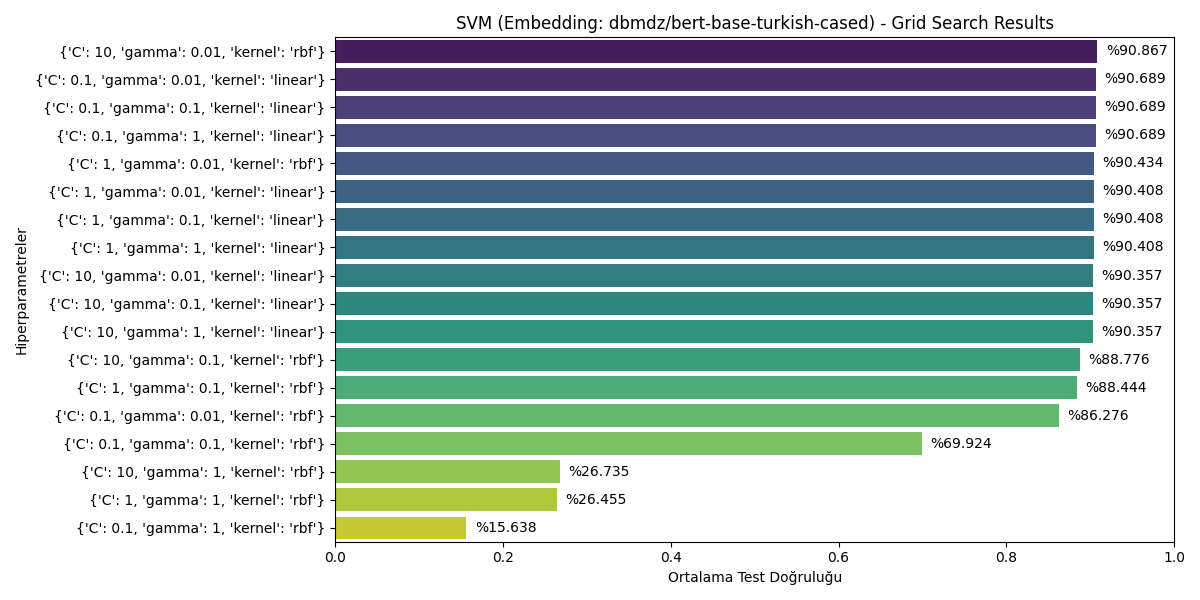 SVM (Embedding: dbmdz/bert-base-turkish-cased) - Grid Search Results
{'C': 10, 'gamma': 0.01, 'kernel': 'rbf'} %90.867
{'C': 0.1, 'gamma': 0.01, 'kernel': 'linear'} %90.689
{'C': 0.1, 'gamma': 0.1, 'kernel': 'linear'} %90.689
{'C': 0.1, 'gamma': 1, 'kernel': 'linear'} %90.689
{'C': 1, 'gamma': 0.01, 'kernel': 'rbf'} %90.434
{'C': 1, 'gamma': 0.01, 'kernel': 'linear'} %90.408
{'C': 1, 'gamma': 0.1, 'kernel': 'linear'} %90.408
{'C': 1, 'gamma': 1, 'kernel': 'linear'} %90.408
{'C': 10, 'gamma': 0.01, 'kernel': 'linear'} %90.357
{'C': 10, 'gamma': 0.1, 'kernel': 'linear'} %90.357
{'C': 10, 'gamma': 1, 'kernel': 'linear'} %90.357
{'C': 10, 'gamma': 0.1, 'kernel': 'rbf'} %88.776
{'C': 1, 'gamma': 0.1, 'kernel': 'rbf'} %88.444
{'C': 0.1, 'gamma': 0.01, 'kernel': 'rbf'} %86.276
{'C': 0.1, 'gamma': 0.1, 'kernel': 'rbf'} %69.924
{'C': 10, 'gamma': 1, 'kernel': 'rbf'} %26.735
{'C': 1, 'gamma': 1, 'kernel': 'rbf'} %26.455
{'C': 0.1, 'gamma': 1, 'kernel': 'rbf'} %15.638
Hiperparametreler
0.0 0.2 0.4 0.6 0.8 1.0
Ortalama Test Doğruluğu